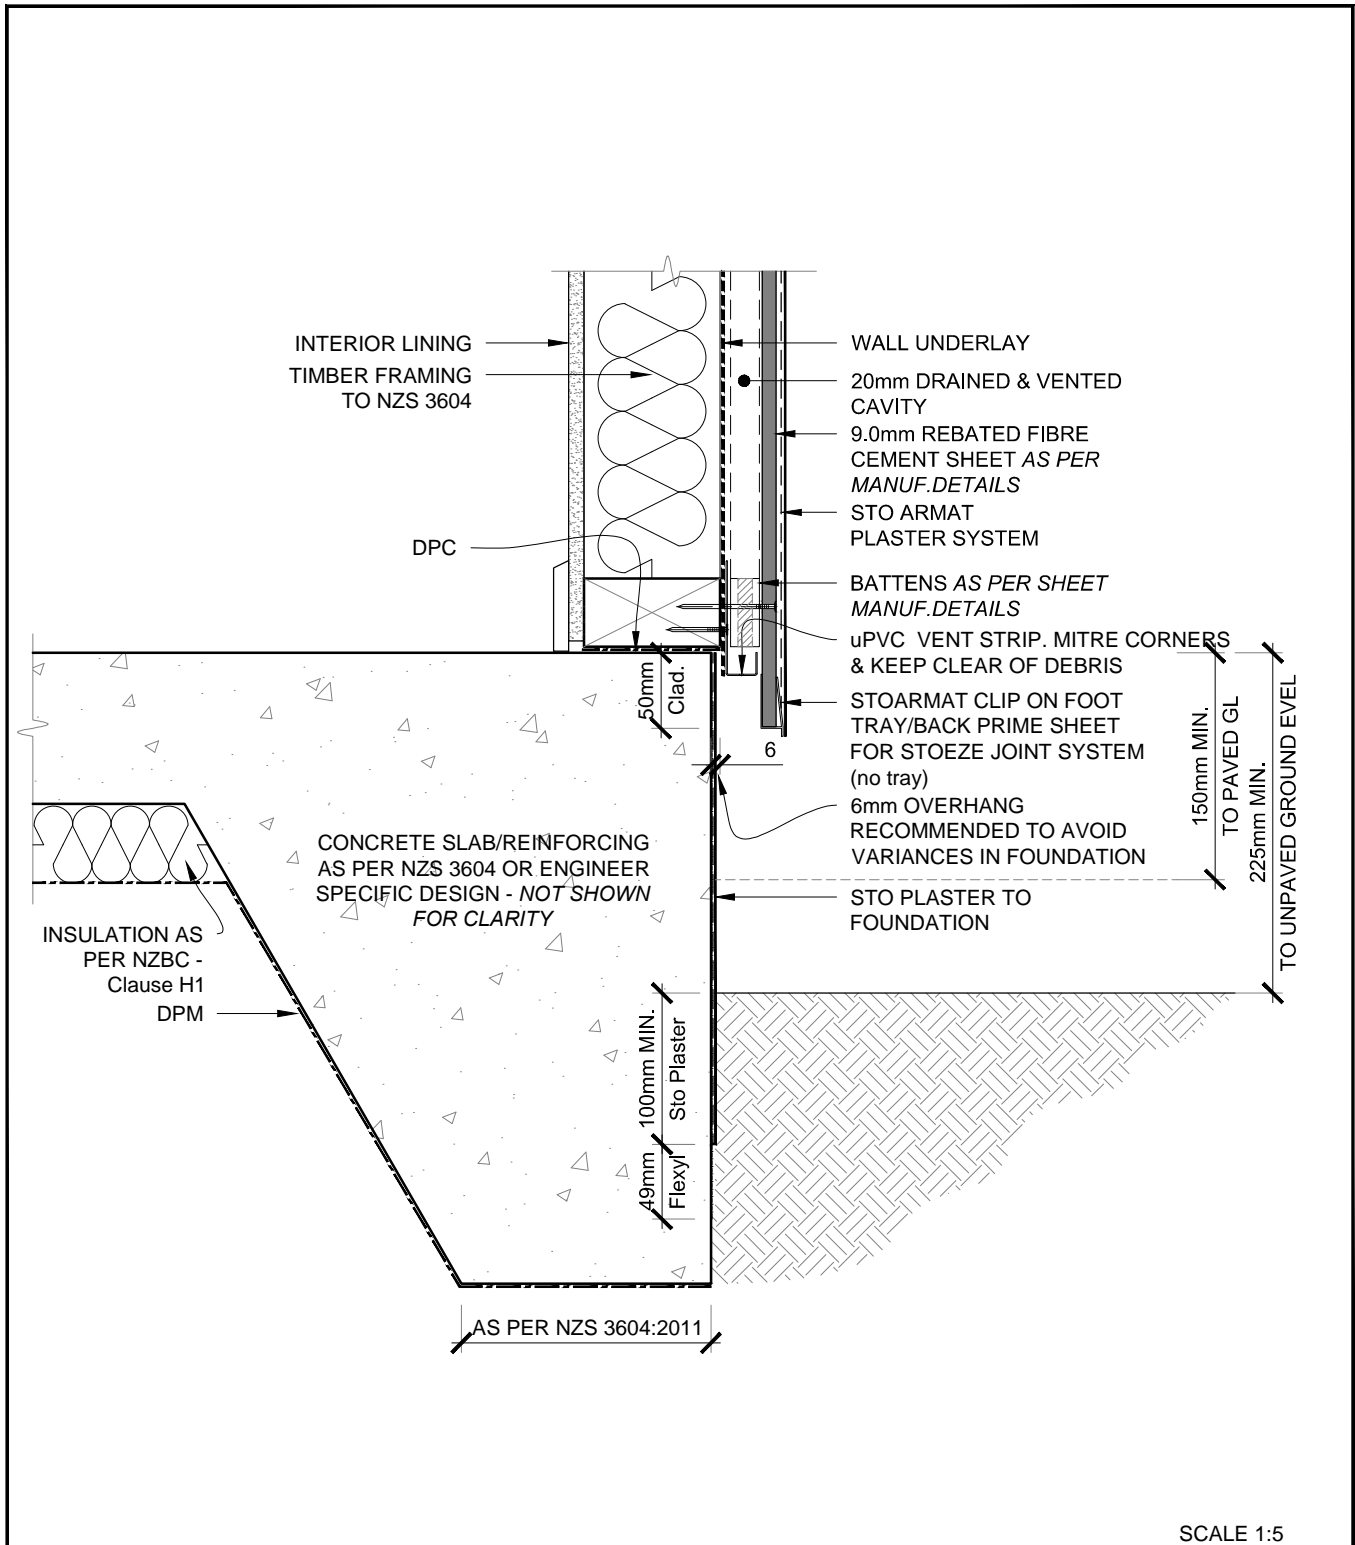 INTERIOR LINING
TIMBER FRAMING
TO NZS 3604
DPC
WALL UNDERLAY
20mm DRAINED & VENTED
CAVITY
9.0mm REBATED FIBRE
CEMENT SHEET AS PER
MANUF.DETAILS
STO ARMAT
PLASTER SYSTEM
BATTENS AS PER SHEET
MANUF.DETAILS
uPVC VENT STRIP. MITRE CORNERS
& KEEP CLEAR OF DEBRIS
STOARMAT CLIP ON FOOT
TRAY/BACK PRIME SHEET
FOR STOEZE JOINT SYSTEM
(no tray)
6mm OVERHANG
RECOMMENDED TO AVOID
VARIANCES IN FOUNDATION
STO PLASTER TO
FOUNDATION
50mm
Clad.
6
150mm MIN.
TO PAVED GL
225mm MIN.
TO UNPAVED GROUND EVEL
CONCRETE SLAB/REINFORCING
AS PER NZS 3604 OR ENGINEER
SPECIFIC DESIGN - NOT SHOWN
FOR CLARITY
INSULATION AS
PER NZBC -
Clause H1
DPM
100mm MIN.
Sto Plaster
49mm
Flexyl
AS PER NZS 3604:2011
SCALE 1:5